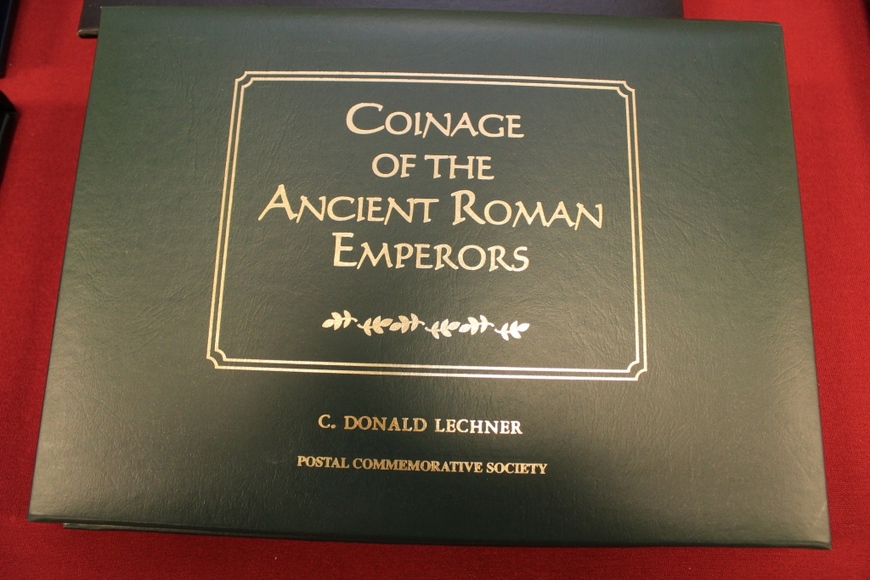 COINAGE
OF THE
ANCIENT ROMAN
EMPERORS
C. DONALD LECHNER
POSTAL COMMEMORATIVE SOCIETY